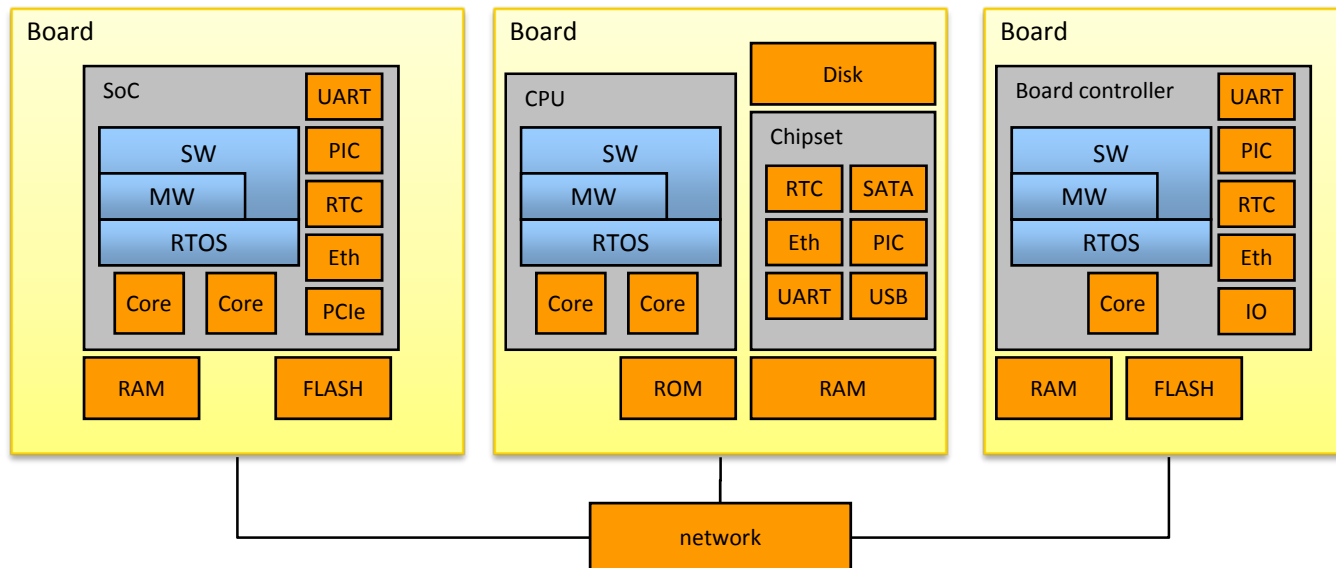 Board
SoC
UART
SW
PIC
MW
RTC
RTOS
Eth
Core
Core
PCIe
RAM
FLASH
Board
Disk
CPU
Chipset
SW
MW
RTOS
RTC
SATA
Eth
PIC
UART
USB
Core
Core
ROM
RAM
Board
Board controller
UART
SW
PIC
MW
RTC
RTOS
Eth
Core
IO
RAM
FLASH
network